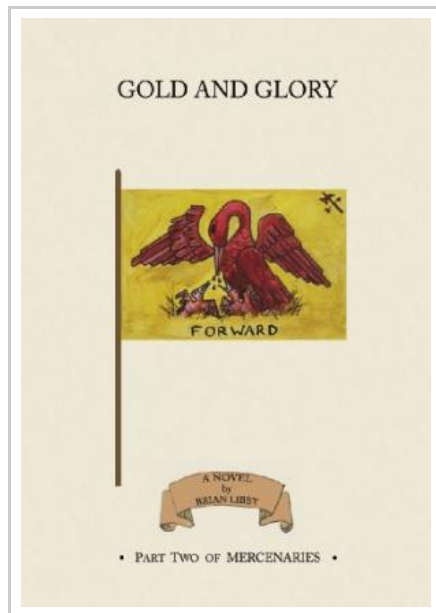 GOLD AND GLORY
FORWARD
A NOVEL
by
BRIAN LIBBY
• PART TWO OF MERCENARIES •